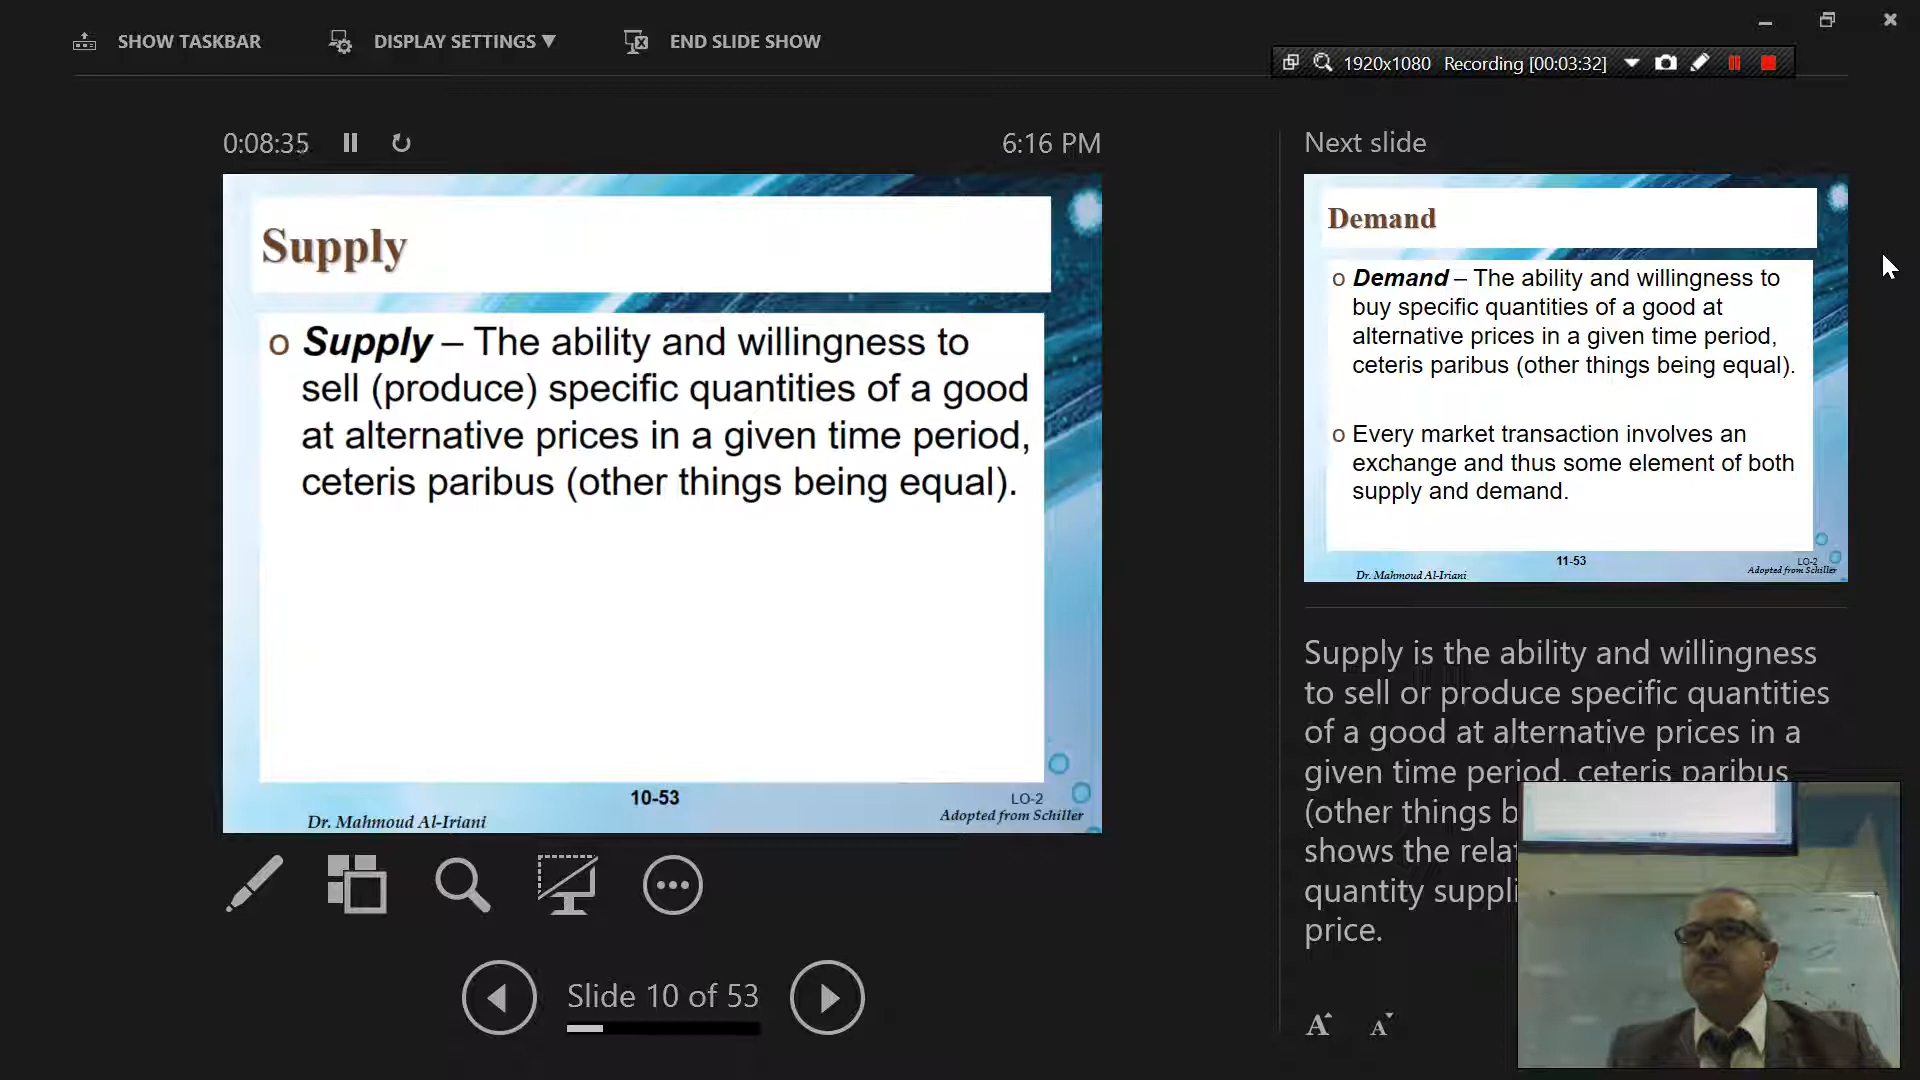 SHOW TASKBAR
DISPLAY SETTINGS
END SLIDE SHOW
1920x1080 Recording [00:03:32]
0:08:35
6:16 PM
Supply
o Supply – The ability and willingness to
sell (produce) specific quantities of a good
at alternative prices in a given time period,
ceteris paribus (other things being equal).
10-53
LO-2
Dr. Mahmoud Al-Iriani
Adopted from Schiller
Slide 10 of 53
Next slide
Demand
o Demand – The ability and willingness to
buy specific quantities of a good at
alternative prices in a given time period,
ceteris paribus (other things being equal).
o Every market transaction involves an
exchange and thus some element of both
supply and demand.
11-53
LO-2
Dr. Mahmoud Al-Iriani
Adopted from Schiller
Supply is the ability and willingness
to sell or produce specific quantities
of a good at alternative prices in a
given time period, ceteris paribus
(other things
shows the
quantity
price.
A A